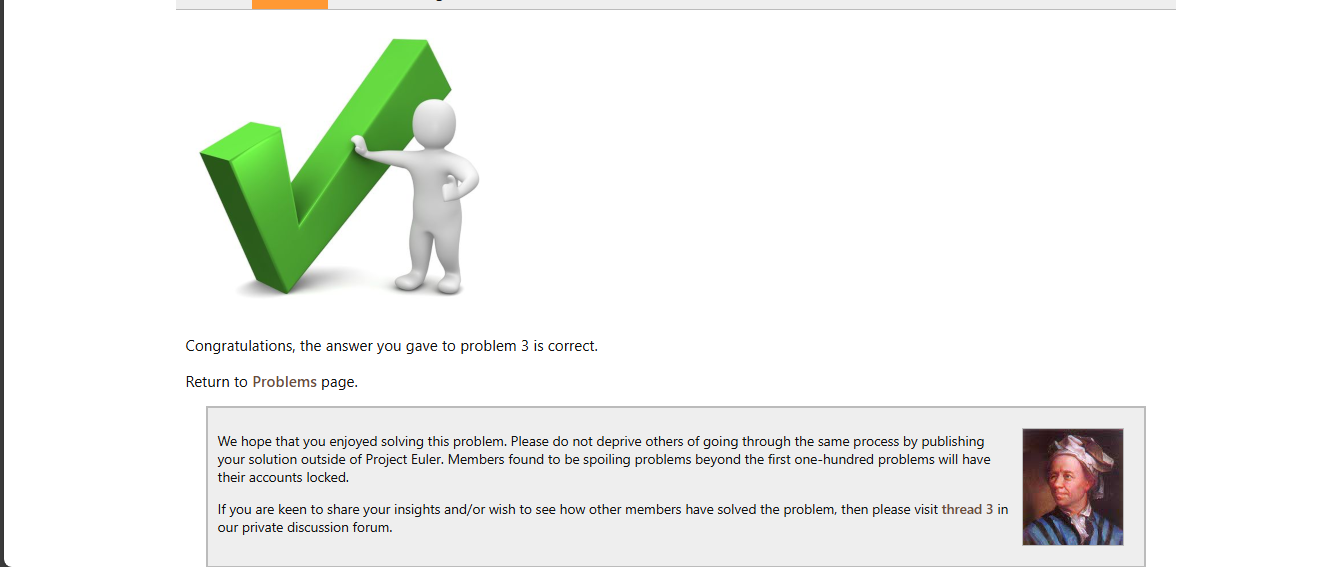 Congratulations, the answer you gave to problem 3 is correct.
Return to Problems page.
We hope that you enjoyed solving this problem. Please do not deprive others of going through the same process by publishing
your solution outside of Project Euler. Members found to be spoiling problems beyond the first one-hundred problems will have
their accounts locked.
If you are keen to share your insights and/or wish to see how other members have solved the problem, then please visit thread 3 in
our private discussion forum.